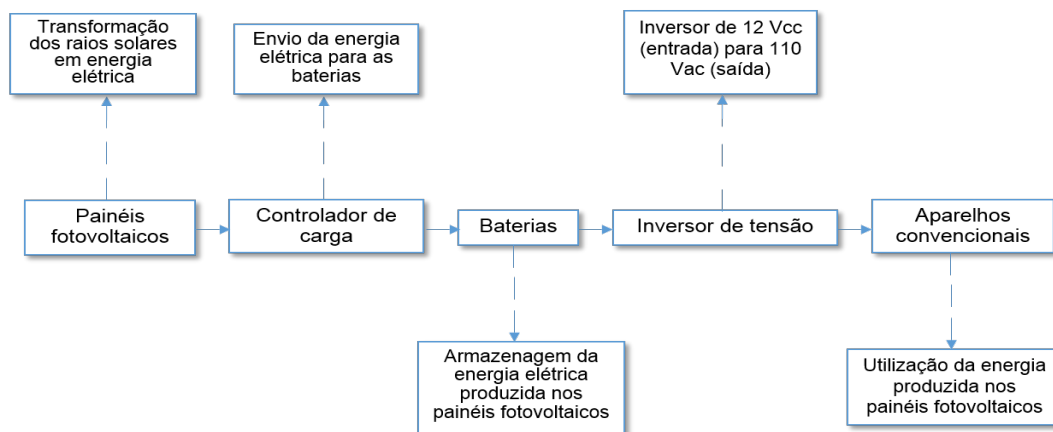 Transformação
dos raios solares
em energia
elétrica
Envio da energia
elétrica para as
baterias
Inversor de 12 Vcc
(entrada) para 110
Vac (saída)
Painéis
fotovoltaicos
Controlador de
carga
Baterias
Inversor de tensão
Aparelhos
convencionais
Armazenagem da
energia elétrica
produzida nos
painéis fotovoltaicos
Utilização da energia
produzida nos
painéis fotovoltaicos